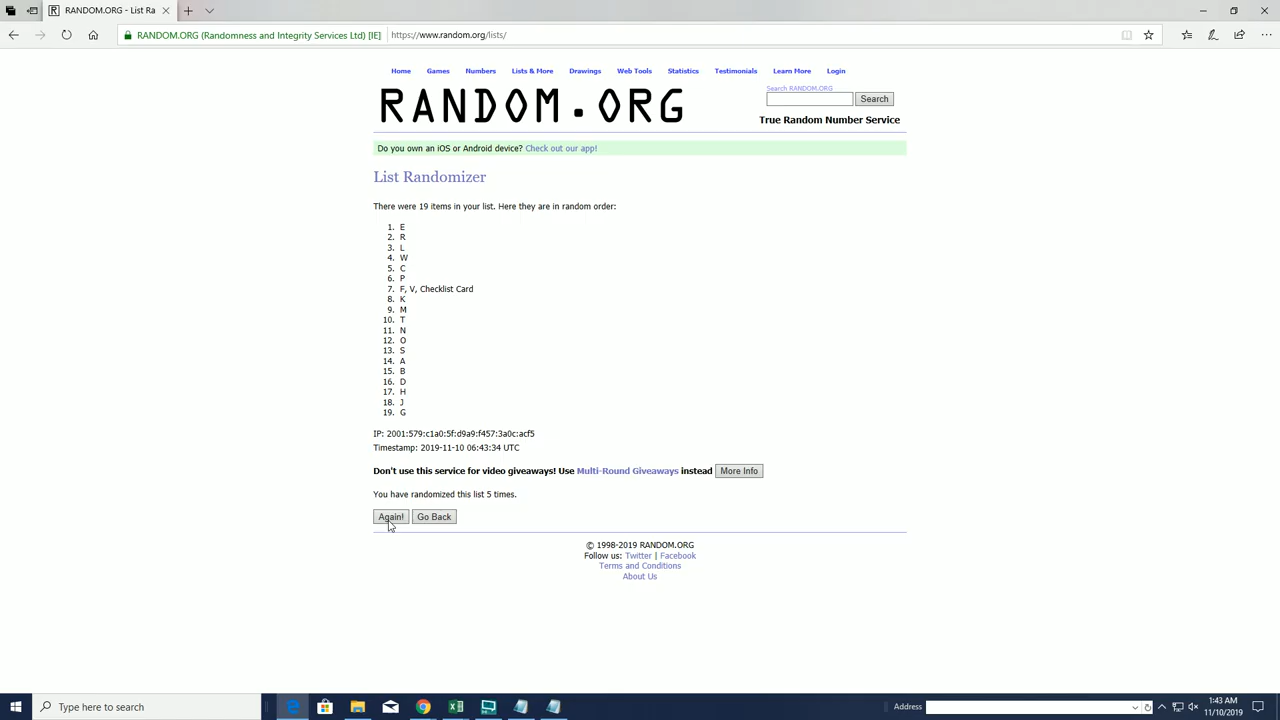 RANDOM.ORG - List Ra
RANDOM.ORG (Randomness and Integrity Services Ltd) [IE]
https://www.random.org/lists/
Home Games Numbers Lists & More Drawings Web Tools Statistics Testimonials Learn More Login
RANDOM.ORG
Search RANDOM.ORG
Search
True Random Number Service
Do you own an iOS or Android device? Check out our app!
List Randomizer
There were 19 items in your list. Here they are in random order:
1. E
2. R
3. L
4. W
5. C
6. P
7. F, V, Checklist Card
8. K
9. M
10. T
11. N
12. O
13. S
14. A
15. B
16. D
17. H
18. J
19. G
IP: 2001:579:c1a0:5f:d9a9:f457:3a0c:acf5
Timestamp: 2019-11-10 06:43:34 UTC
Don't use this service for video giveaways! Use Multi-Round Giveaways instead More Info
You have randomized this list 5 times.
Again! Go Back
© 1998-2019 RANDOM.ORG
Follow us: Twitter | Facebook
Terms and Conditions
About Us
Type here to search
Address
1:43 AM
11/10/2019